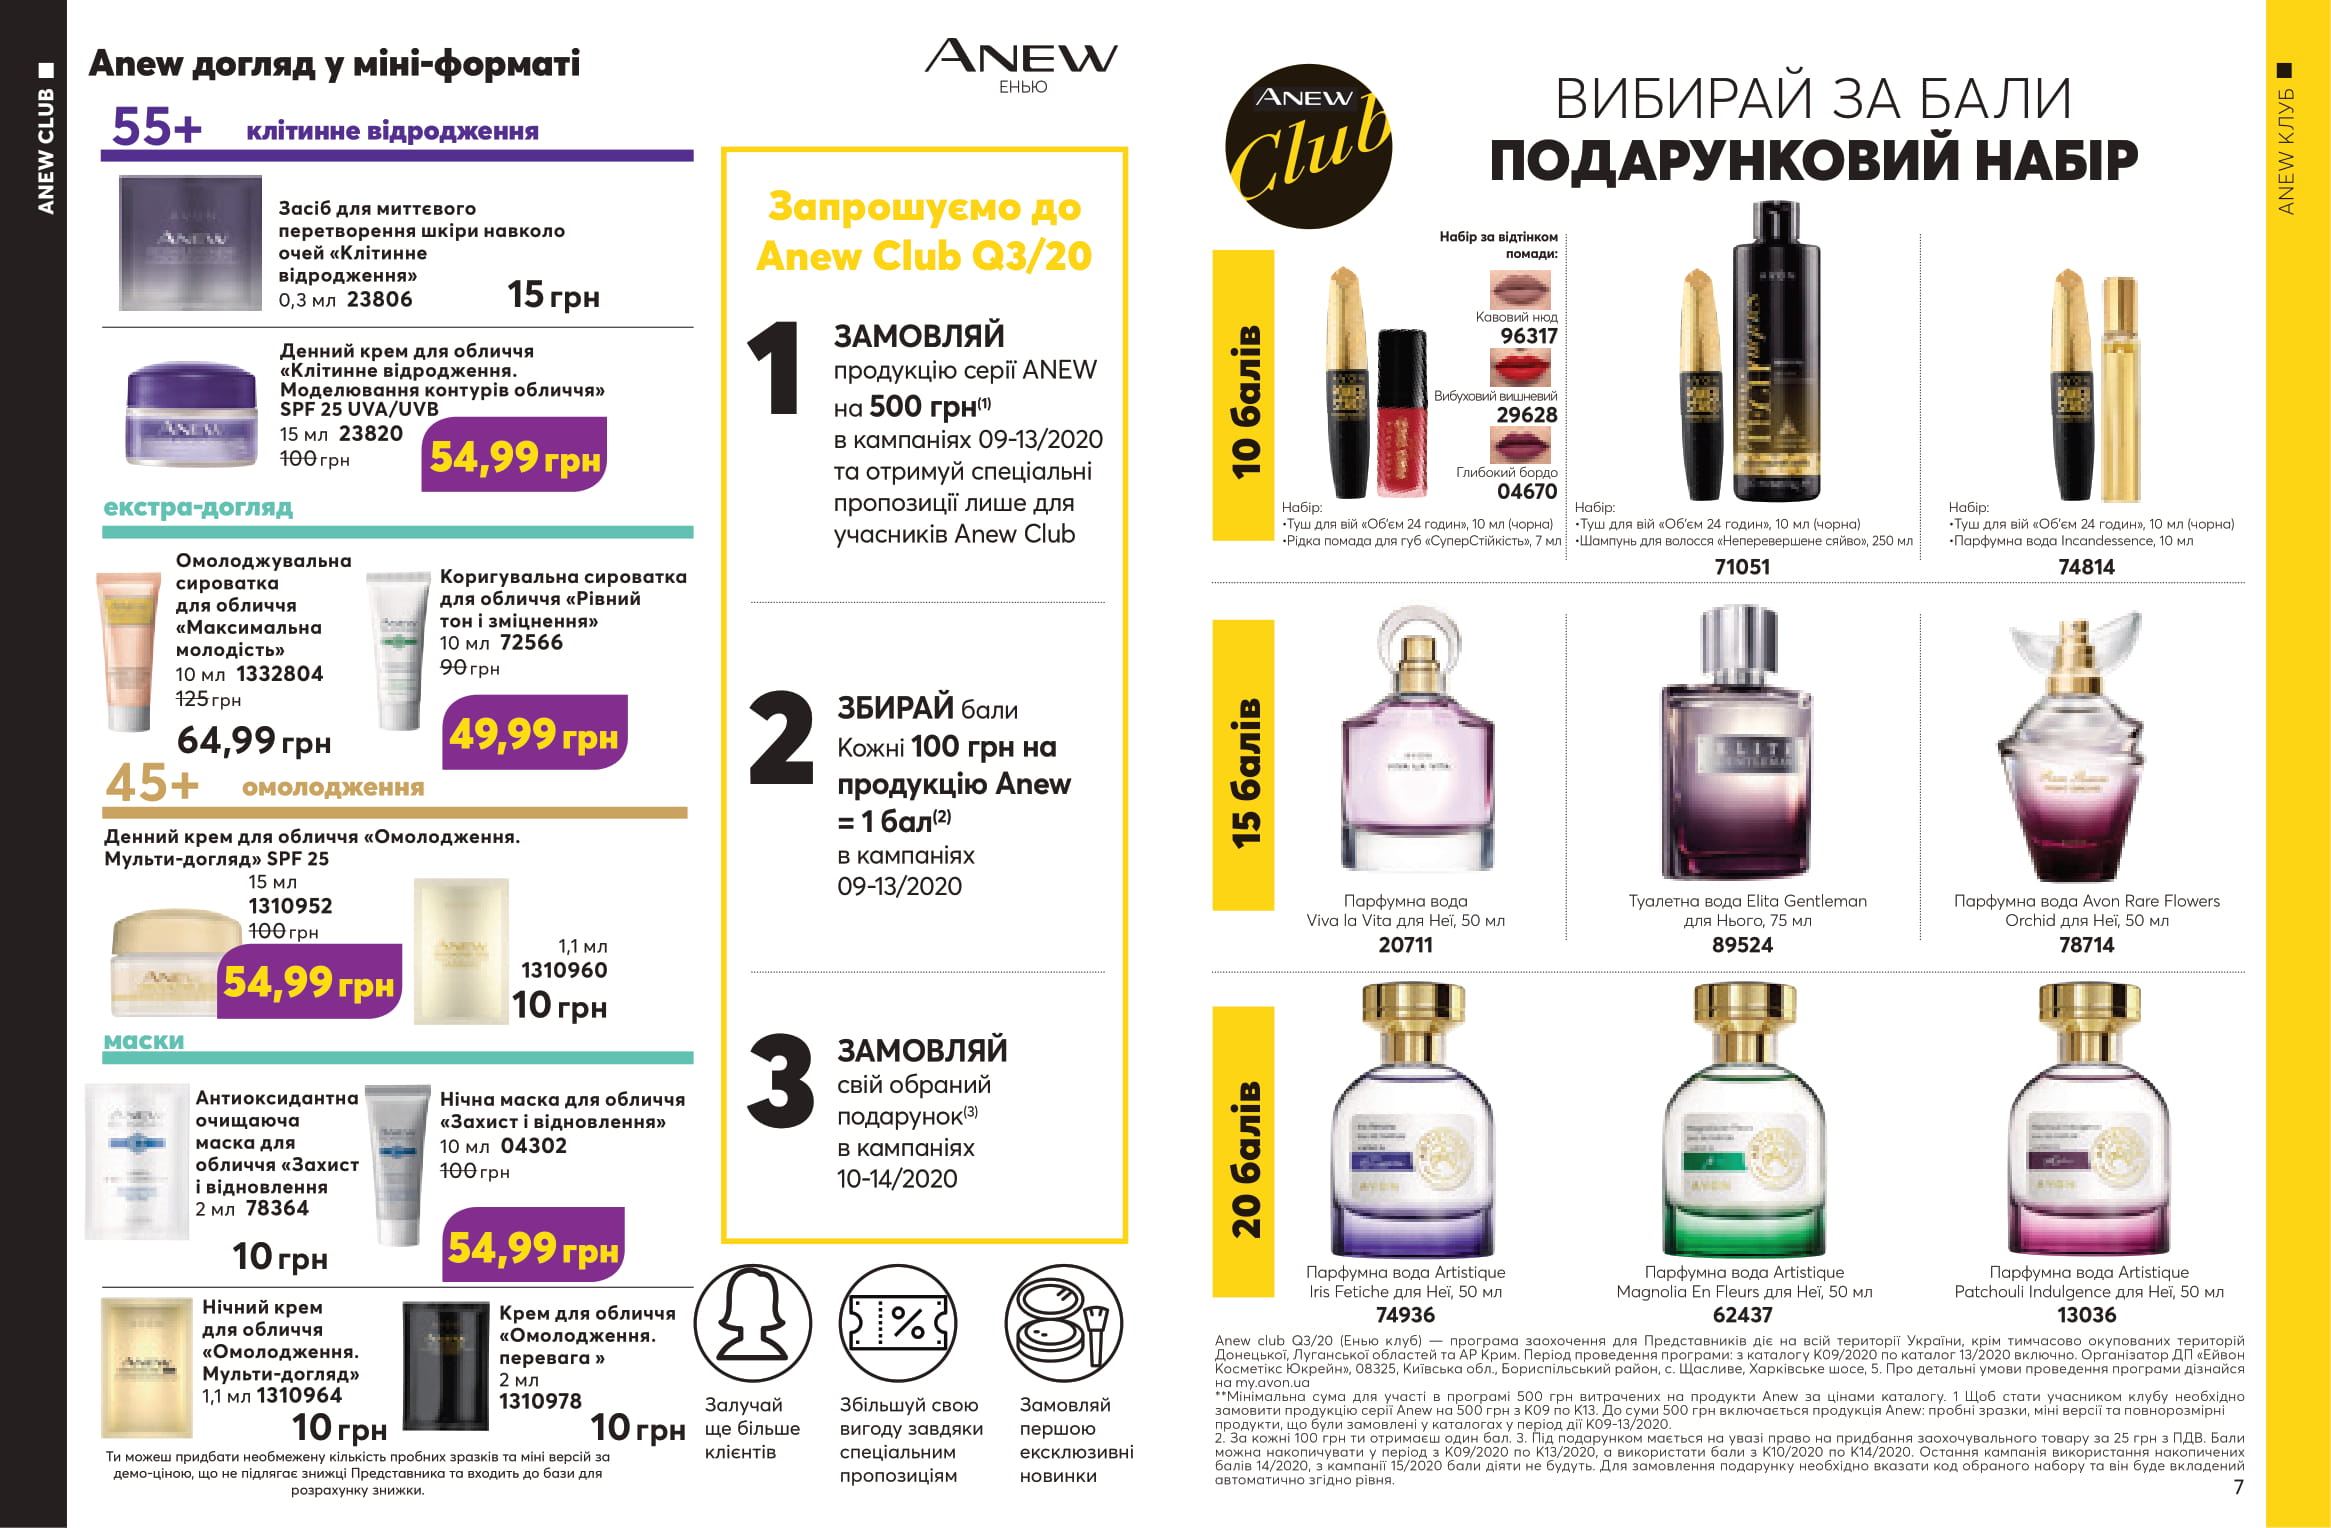 ANEW CLUB
Anew догляд у міні-форматі
55+ клітинне відродження
ANEW
Засіб для миттєвого
перетворення шкіри навколо
очей «Клітинне
відродження»
0,3 мл 23806
15 грн
Денний крем для обличчя
«Клітинне відродження.
Моделювання контурів обличчя»
SPF 25 UVA/UVB
15 мл 23820
100 грн
54,99 грн
ANEW
екстра-догляд
Омолоджувальна
сироватка
для обличчя
«Максимальна
молодість»
10 мл 1332804
125 грн
64,99 грн
Коригувальна сироватка
для обличчя «Рівний
тон і зміцнення»
10 мл 72566
90 грн
49,99 грн
45+ омолодження
Денний крем для обличчя «Омолодження.
Мульти-догляд» SPF 25
15 мл
1310952
100 грн
54,99 грн
1,1 мл
1310960
10 грн
маски
Антиоксидантна
очищаюча
маска для
обличчя «Захист
і відновлення
2 мл 78364
10 грн
Нічна маска для обличчя
«Захист і відновлення»
10 мл 04302
100 грн
54,99 грн
Нічний крем
для обличчя
«Омолодження.
Мульти-догляд»
1,1 мл 1310964
10 грн
Крем для обличчя
«Омолодження.
перевага »
2 мл
1310978
10 грн
Ти можеш придбати необмежену кількість пробних зразків та міні версій за
демо-ціною, що не підлягає знижці Представника та входить до бази для
розрахунку знижки.
ANEW
ЕНЬЮ
Запрошуємо до
Anew Club Q3/20
1 ЗАМОВЛЯЙ
продукцію серії ANEW
на 500 грн(1)
в кампаніях 09-13/2020
та отримуй спеціальні
пропозиції лише для
учасників Anew Club
2 ЗБИРАЙ бали
Кожні 100 грн на
продукцію Anew
= 1 бал(2)
в кампаніях
09-13/2020
3 ЗАМОВЛЯЙ
свій обраний
подарунок(3)
в кампаніях
10-14/2020
Залучай
ще більше
клієнтів
%
Збільшуй свою
вигоду завдяки
спеціальним
пропозиціям
Замовляй
першою
ексклюзивні
новинки
ANEW
Club
ВИБИРАЙ ЗА БАЛИ
ПОДАРУНКОВИЙ НАБІР
ANEW КЛУБ
10 балів
Набір за відтінком
помади:
Кавовий нюд
96317
Вибуховий вишневий
29628
Глибокий бордо
04670
Набір:
•Туш для вій «Об'єм 24 годин», 10 мл (чорна)
•Рідка помада для губ «СуперСтійкість», 7 мл
Набір:
•Туш для вій «Об'єм 24 годин», 10 мл (чорна)
•Шампунь для волосся «Неперевершене сяйво», 250 мл
71051
Набір:
•Туш для вій «Об'єм 24 годин», 10 мл (чорна)
•Парфумна вода Incandessence, 10 мл
74814
15 балів
VIVA LA VITA
Парфумна вода
Viva la Vita для Неї, 50 мл
20711
Туалетна вода Elita Gentleman
для Нього, 75 мл
89524
Парфумна вода Avon Rare Flowers
Orchid для Неї, 50 мл
78714
20 балів
AVON
Парфумна вода Artistique
Iris Fetiche для Неї, 50 мл
74936
AVON
Парфумна вода Artistique
Magnolia En Fleurs для Неї, 50 мл
62437
AVON
Парфумна вода Artistique
Patchouli Indulgence для Неї, 50 мл
13036
Anew club Q3/20 (Енью клуб) — програма заохочення для Представників діє на всій території України, крім тимчасово окупованих територій
Донецької, Луганської областей та АР Крим. Період проведення програми: з каталогу К09/2020 по каталог 13/2020 включно. Організатор ДП «Ейвон
Косметікс Юкрейн», 08325, Київська обл., Бориспільський район, с. Щасливе, Харківське шосе, 5. Про детальні умови проведення програми дізнайся
на my.avon.ua
**Мінімальна сума для участі в програмі 500 грн витрачених на продукти Anew за цінами каталогу. 1 Щоб стати учасником клубу необхідно
замовити продукцію серії Anew на 500 грн з К09 по К13. До суми 500 грн включається продукція Anew: пробні зразки, міні версії та повнорозмірні
продукти, що були замовлені у каталогах у період дії К09-13/2020.
2. За кожні 100 грн ти отримаєш один бал. 3. Під подарунком мається на увазі право на придбання заохочувального товару за 25 грн з ПДВ. Бали
можна накопичувати у період з К09/2020 по К13/2020, а використати бали з К10/2020 по К14/2020. Остання кампанія використання накопичених
балів 14/2020, з кампанії 15/2020 бали діяти не будуть. Для замовлення подарунку необхідно вказати код обраного набору та він буде вкладений
автоматично згідно рівня.
7